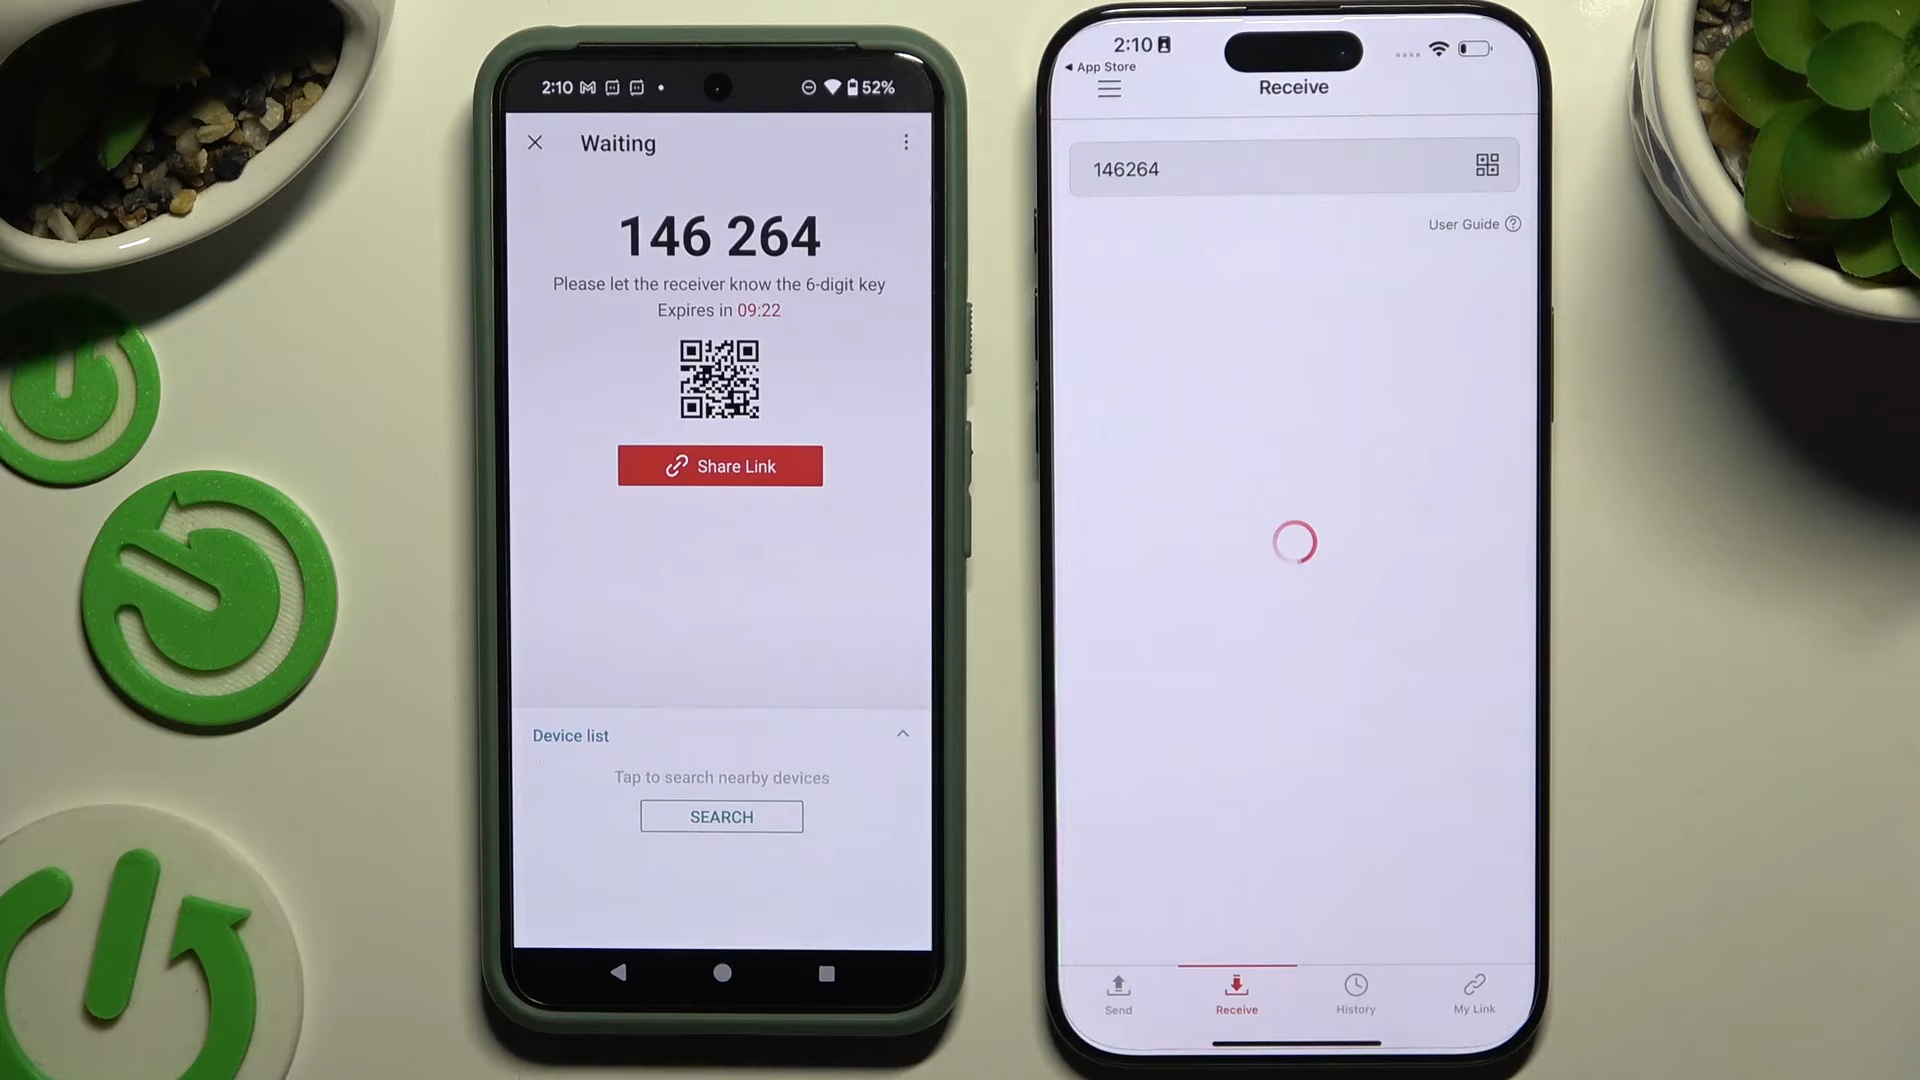 2:10
52%
Waiting
146 264
Please let the receiver know the 6-digit key
Expires in 09:22
Share Link
Device list
Tap to search nearby devices
SEARCH
2:10
App Store
Receive
146264
User Guide ?
Send
Receive
History
My Link